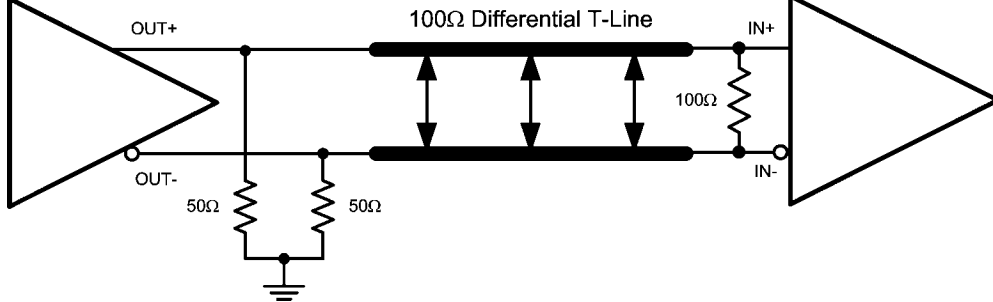 100Ω Differential T-Line
OUT+
IN+
100Ω
OUT-
IN-
50Ω
50Ω